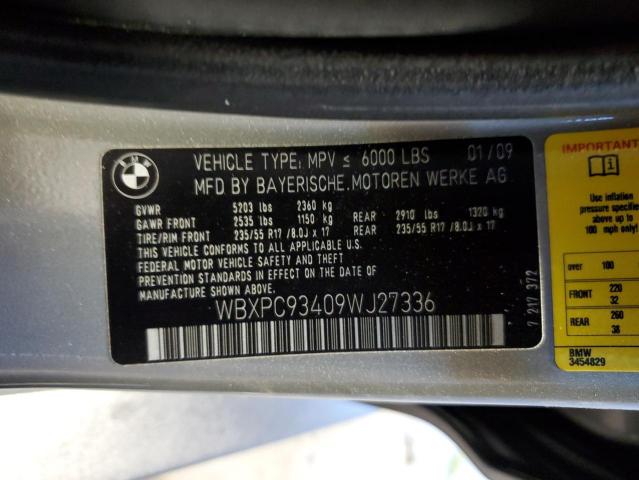 BMW
VEHICLE TYPE: MPV ≤ 6000 LBS 01/09
MFD BY BAYERISCHE.MOTOREN WERKE AG
GVWR 5203 lbs 2360 kg
GAWR FRONT 2535 lbs 1150 kg REAR 2910 lbs 1320 kg
TIRE/RIM FRONT 235/55 R17 /8.0J x 17 REAR 235/55 R17 /8.0J x 17
THIS VEHICLE CONFORMS TO ALL APPLICABLE
FEDERAL MOTOR VEHICLE SAFETY AND THEFT
PREVENTION STANDARDS IN EFFECT ON THE DATE OF
MANUFACTURE SHOWN ABOVE.
WBXPC93409WJ27336
7 217 372
IMPORTANT
Use inflation
pressure specified
above up to
100 mph only!
over 100
FRONT 220
32
REAR 260
38
BMW
3454829